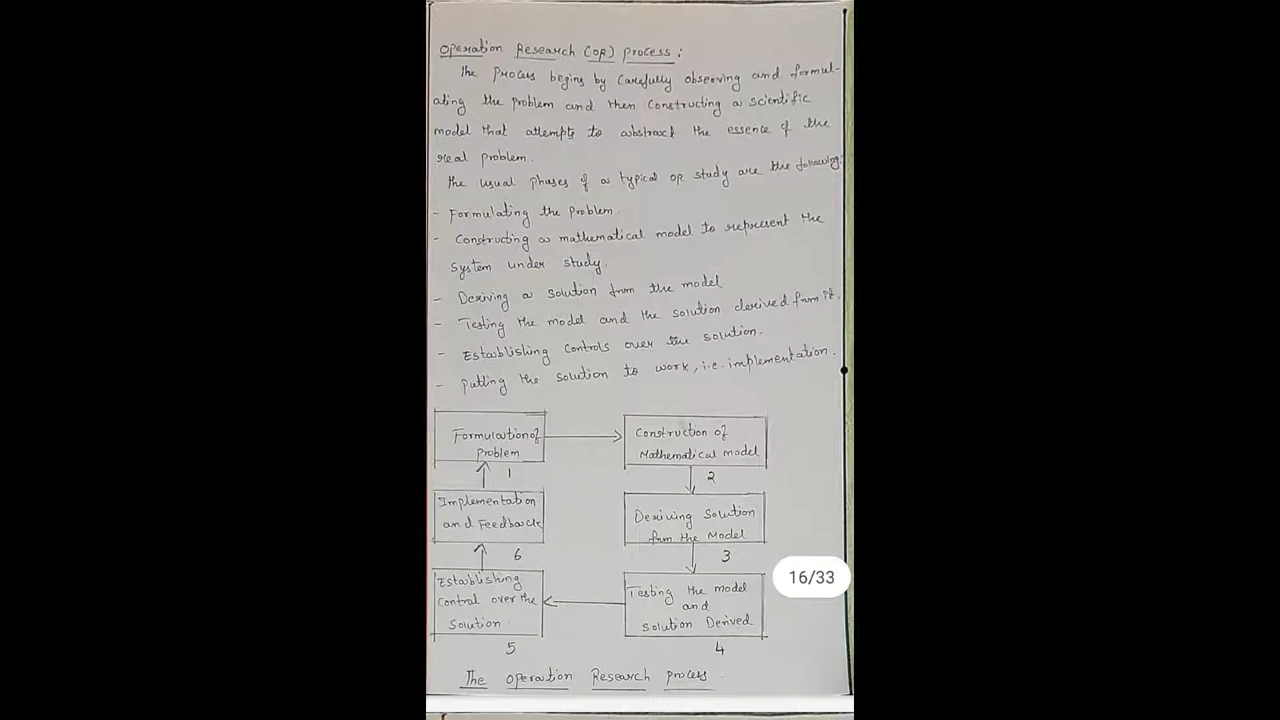 Operation Research (OR) process:
The process begins by carefully observing and formul-
ating the problem and then constructing a scientific
model that attempts to abstract the essence of the
real problem.
The usual phases of a typical OR study are the following:
- Formulating the problem.
- Constructing a mathematical model to represent the
system under study.
- Deriving a solution from the model
- Testing the model and the solution derived from it.
- Establishing controls over the solution.
- putting the solution to work, i.e. implementation.
Formulation of
problem
1
Construction of
Mathematical model
2
Deriving Solution
from the Model
3
Testing the model
and
Solution Derived
4
Establishing
Control over the
Solution.
5
Implementation
and Feedback
6
16/33
The Operation Research process.